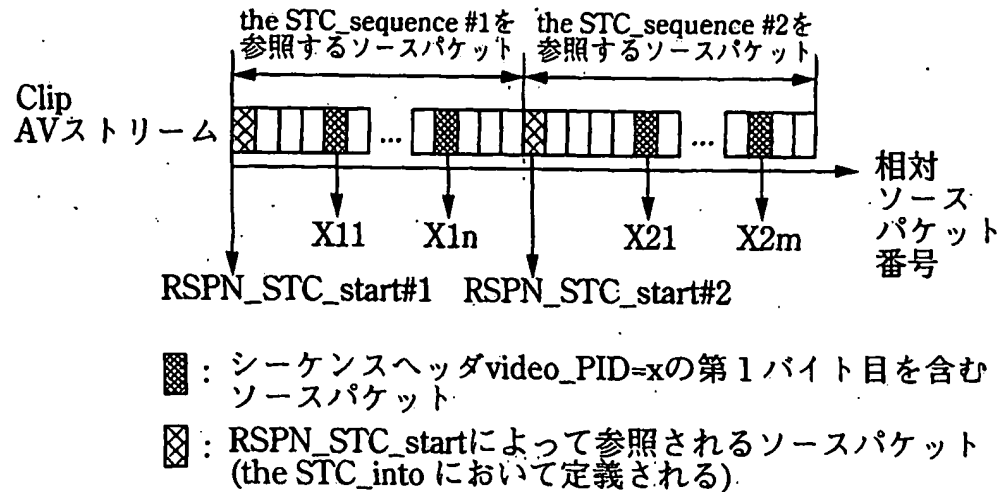 the STC_sequence #1を
参照するソースパケット
the STC_sequence #2を
参照するソースパケット
Clip
AVストリーム
...
...
相対
ソース
パケット
番号
X11
X1n
X21
X2m
RSPN_STC_start#1
RSPN_STC_start#2
：シーケンスヘッダvideo_PID=xの第１バイト目を含む
ソースパケット
：RSPN_STC_startによって参照されるソースパケット
(the STC_into において定義される)